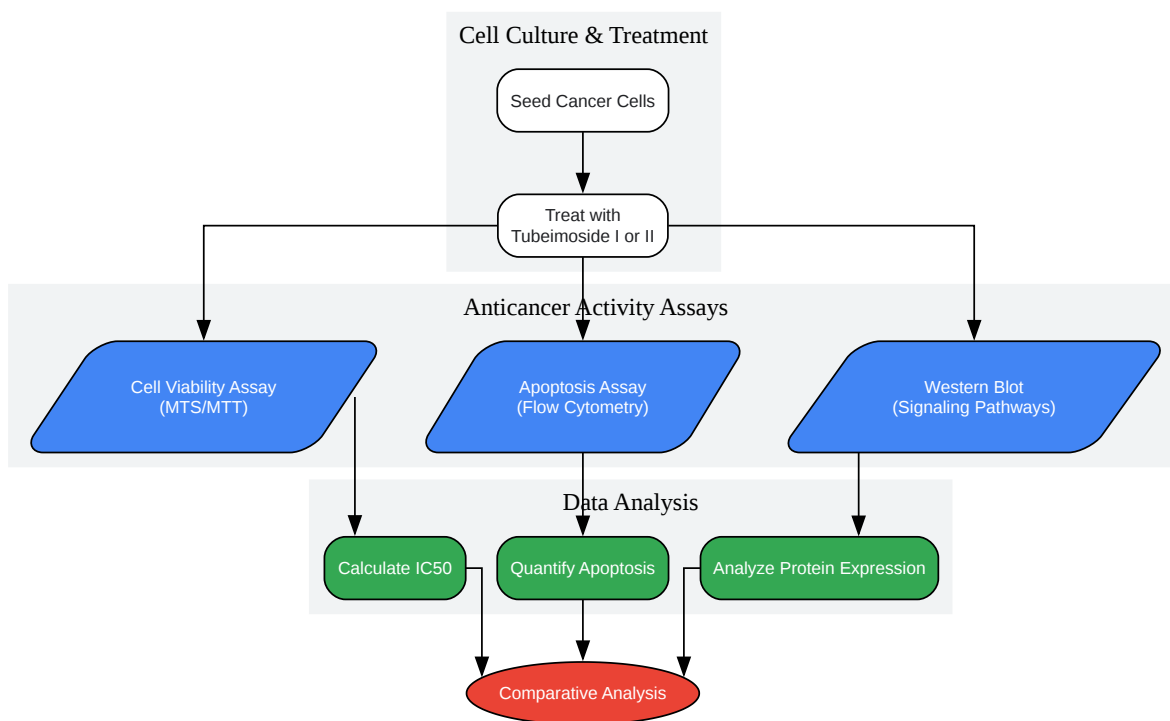 Cell Culture & Treatment
Seed Cancer Cells
Treat with
Tubeimoside I or II
Anticancer Activity Assays
Cell Viability Assay
(MTS/MTT)
Apoptosis Assay
(Flow Cytometry)
Western Blot
(Signaling Pathways)
Data Analysis
Calculate IC50
Quantify Apoptosis
Analyze Protein Expression
Comparative Analysis